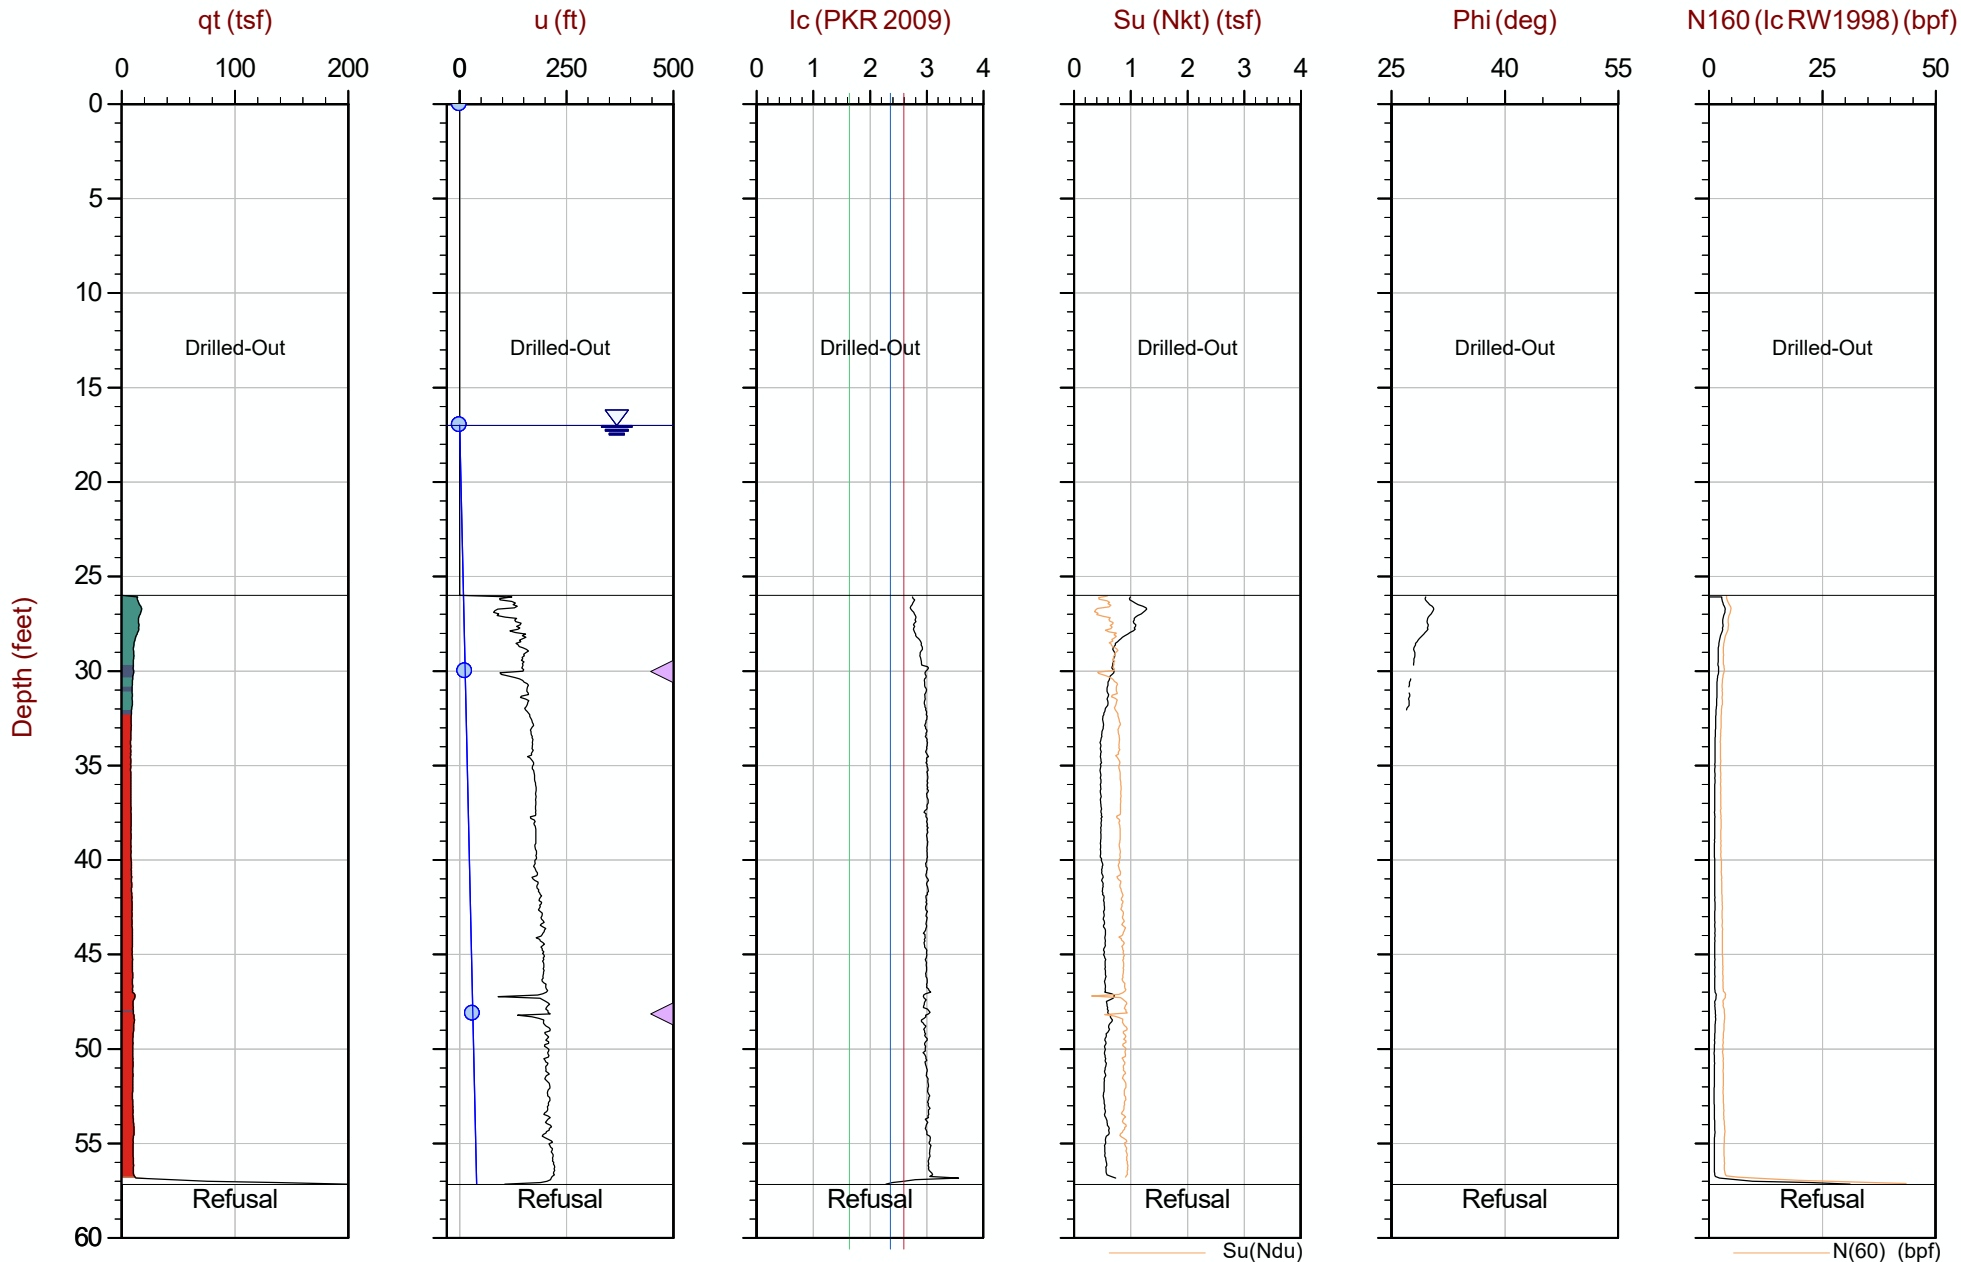 qt (tsf) u (ft) Ic (PKR 2009) Su (Nkt) (tsf) Phi (deg) N160 (Ic RW1998) (bpf)
0 100 200 0 250 500 0 1 2 3 4 0 1 2 3 4 25 40 55 0 25 50
0
5
10
Drilled-Out Drilled-Out Drilled-Out Drilled-Out Drilled-Out Drilled-Out
15
20
25
Depth (feet)
30
35
40
45
50
55
Refusal Refusal Refusal Refusal Refusal Refusal
60
Su(Ndu) N(60) (bpf)